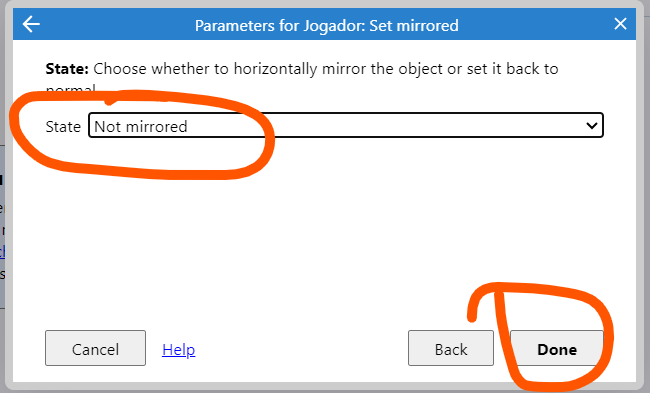 Parameters for Jogador: Set mirrored
State: Choose whether to horizontally mirror the object or set it back to
normal
State Not mirrored
Cancel Help Back Done